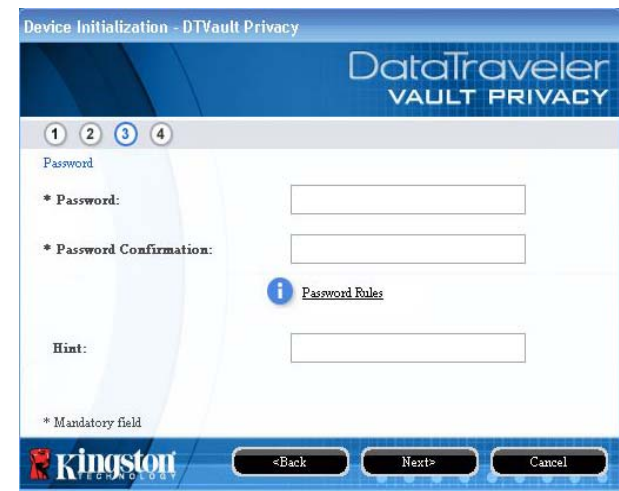 Device Initialization - DTVault Privacy
DataTraveler
VAULT PRIVACY
1 2 3 4
Password
* Password:
* Password Confirmation:
i Password Rules
Hint:
* Mandatory field
Kingston <Back Next> Cancel
TECHNOLOGY